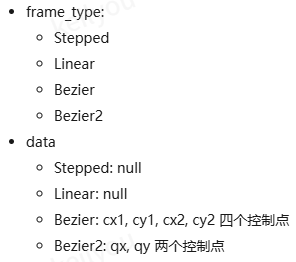 frame_type:
Stepped
Linear
Bezier
Bezier2
data
Stepped: null
Linear: null
Bezier: cx1, cy1, cx2, cy2 四个控制点
Bezier2: qx, qy 两个控制点